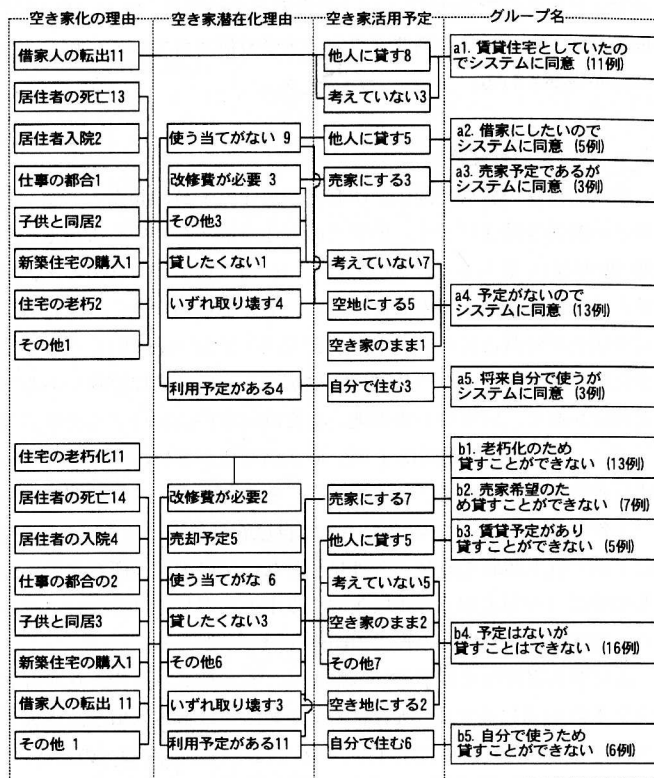 空き家化の理由
空き家潜在化理由
空き家活用予定
グループ名
借家人の転出11
他人に貸す8
考えていない3
a1. 賃貸住宅としていたの
でシステムに同意 (11例)
居住者の死亡13
居住者入院2
仕事の都合1
子供と同居2
新築住宅の購入1
住宅の老朽2
その他1
使う当てがない 9
改修費が必要 3
その他3
貸したくない1
いずれ取り壊す4
利用予定がある4
他人に貸す5
売家にする3
考えていない7
空地にする5
空き家のまま1
自分で住む3
a2. 借家にしたいので
システムに同意 (5例)
a3. 売家予定であるが
システムに同意 (3例)
a4. 予定がないので
システムに同意 (13例)
a5. 将来自分で使うが
システムに同意 (3例)
住宅の老朽化11
居住者の死亡14
居住者の入院4
仕事の都合の2
子供と同居3
新築住宅の購入1
借家人の転出 11
その他 1
改修費が必要2
売却予定5
使う当てがな 6
貸したくない3
その他6
いずれ取り壊す3
利用予定がある11
売家にする7
他人に貸す5
考えていない5
空き家のまま2
その他7
空き地にする2
自分で住む6
b1. 老朽化のため
貸すことができない (13例)
b2. 売家希望のた
め貸すことができない (7例)
b3. 賃貸予定があり
貸すことができない (5例)
b4. 予定はないが
貸すことはできない (16例)
b5. 自分で使うため
貸すことができない (6例)